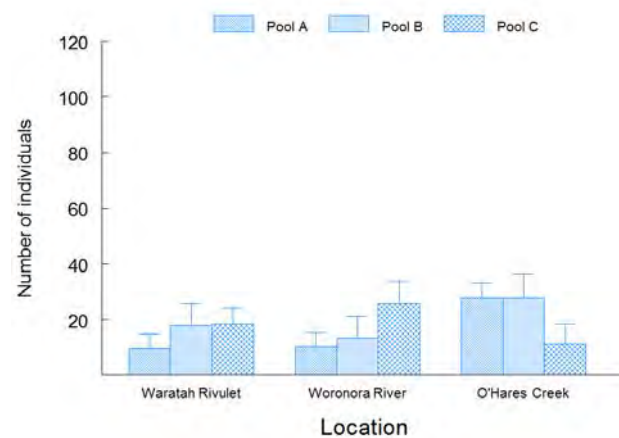 Pool A Pool B Pool C
120
100
80
60
40
20
Number of individuals
Waratah Rivulet Woronora River O'Hares Creek
Location